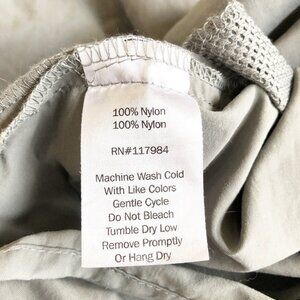 100% Nylon
100% Nylon
RN#117984
Machine Wash Cold
With Like Colors
Gentle Cycle
Do Not Bleach
Tumble Dry Low
Remove Promptly
Or Hang Dry